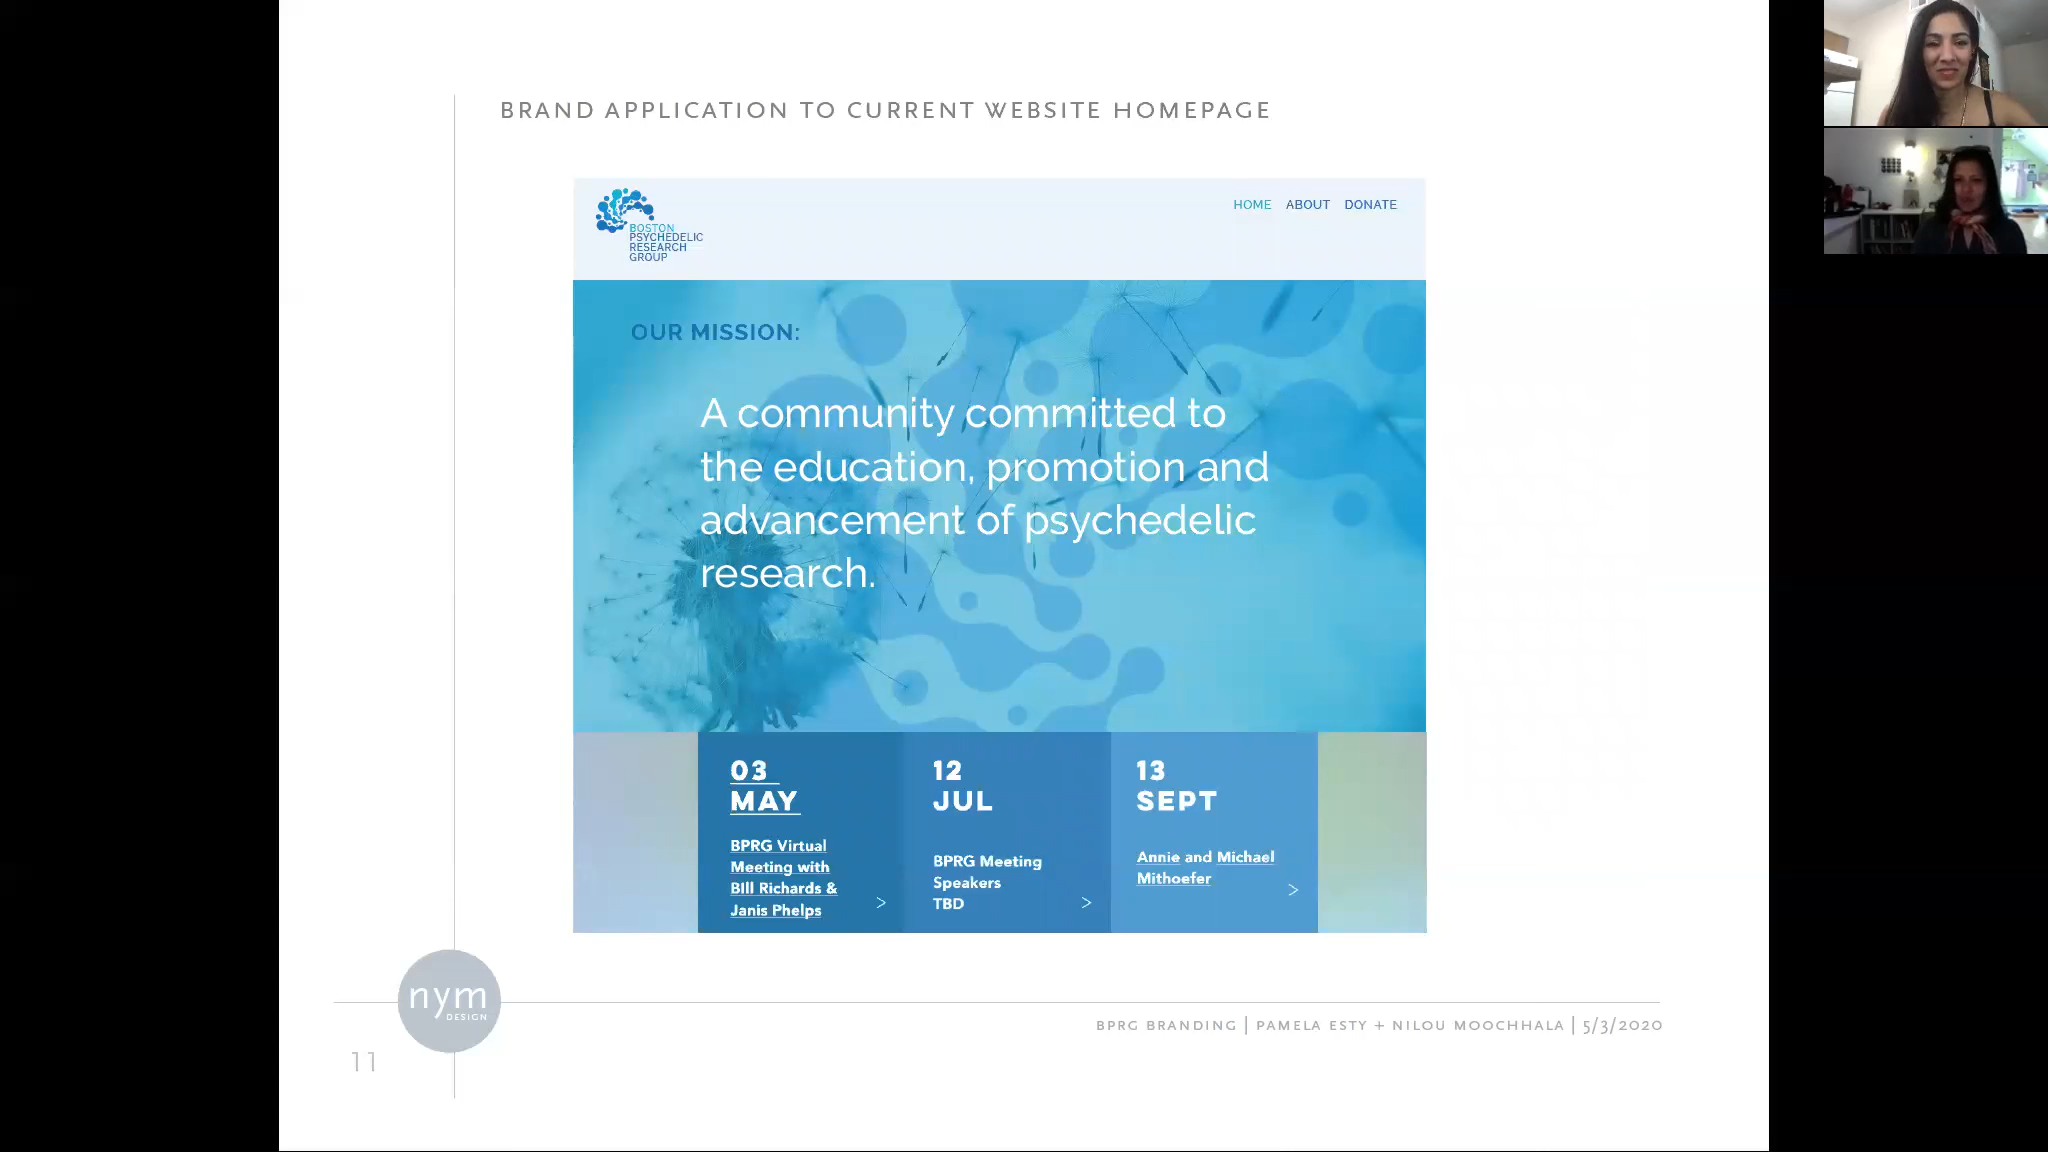 BRAND APPLICATION TO CURRENT WEBSITE HOMEPAGE
BOSTON
PSYCHEDELIC
RESEARCH
GROUP
HOME ABOUT DONATE
OUR MISSION:
A community committed to
the education, promotion and
advancement of psychedelic
research.
03
MAY
BPRG Virtual
Meeting with
BIll Richards &
Janis Phelps
>
12
JUL
BPRG Meeting
Speakers
TBD
>
13
SEPT
Annie and Michael
Mithoefer
>
nym
DESIGN
BPRG BRANDING | PAMELA ESTY + NILOU MOOCHHALA | 5/3/2020
11